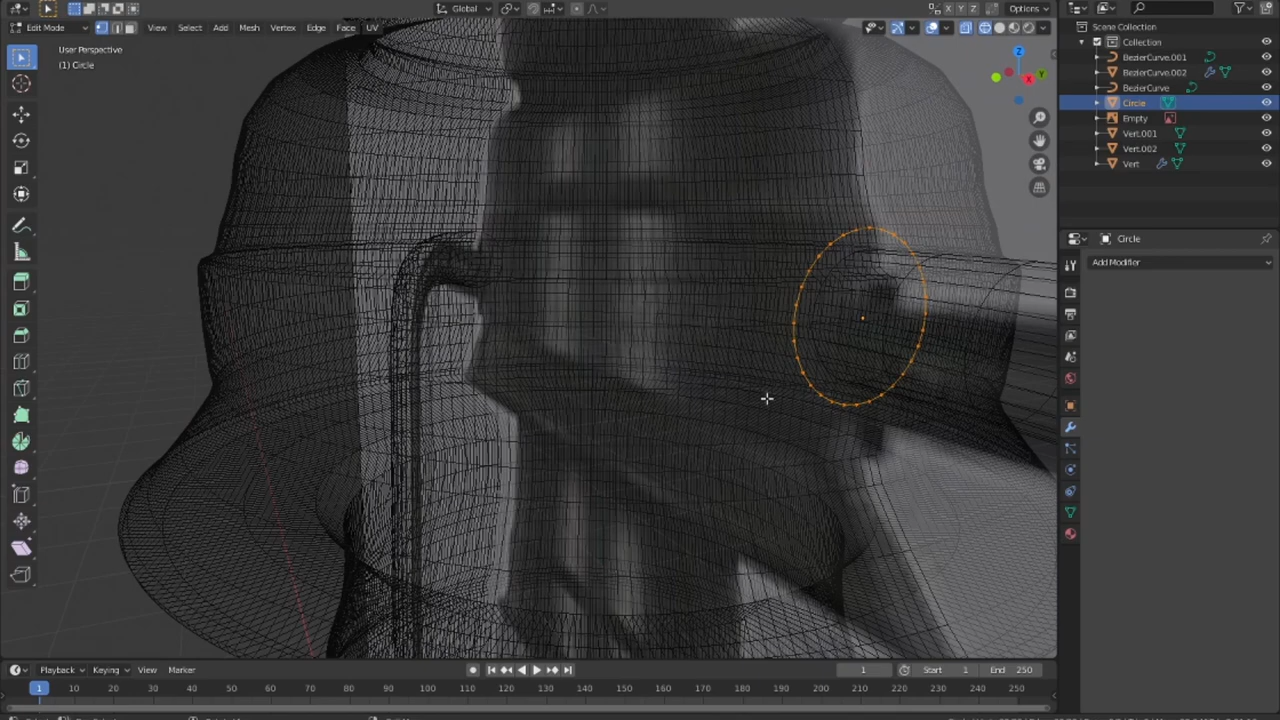 Global
Options
Edit Mode
View
Select
Add
Mesh
Vertex
Edge
Face
UV
User Perspective
(1) Circle
Z
Y
X
X
Y
Z
Scene Collection
Collection
BezierCurve.001
BezierCurve.002
BezierCurve
Circle
Empty
Vert.001
Vert.002
Vert
Circle
Add Modifier
Playback
Keying
View
Marker
1
Start
1
End
250
1
10
20
30
40
50
60
70
80
90
100
110
120
130
140
150
160
170
180
190
200
210
220
230
240
250